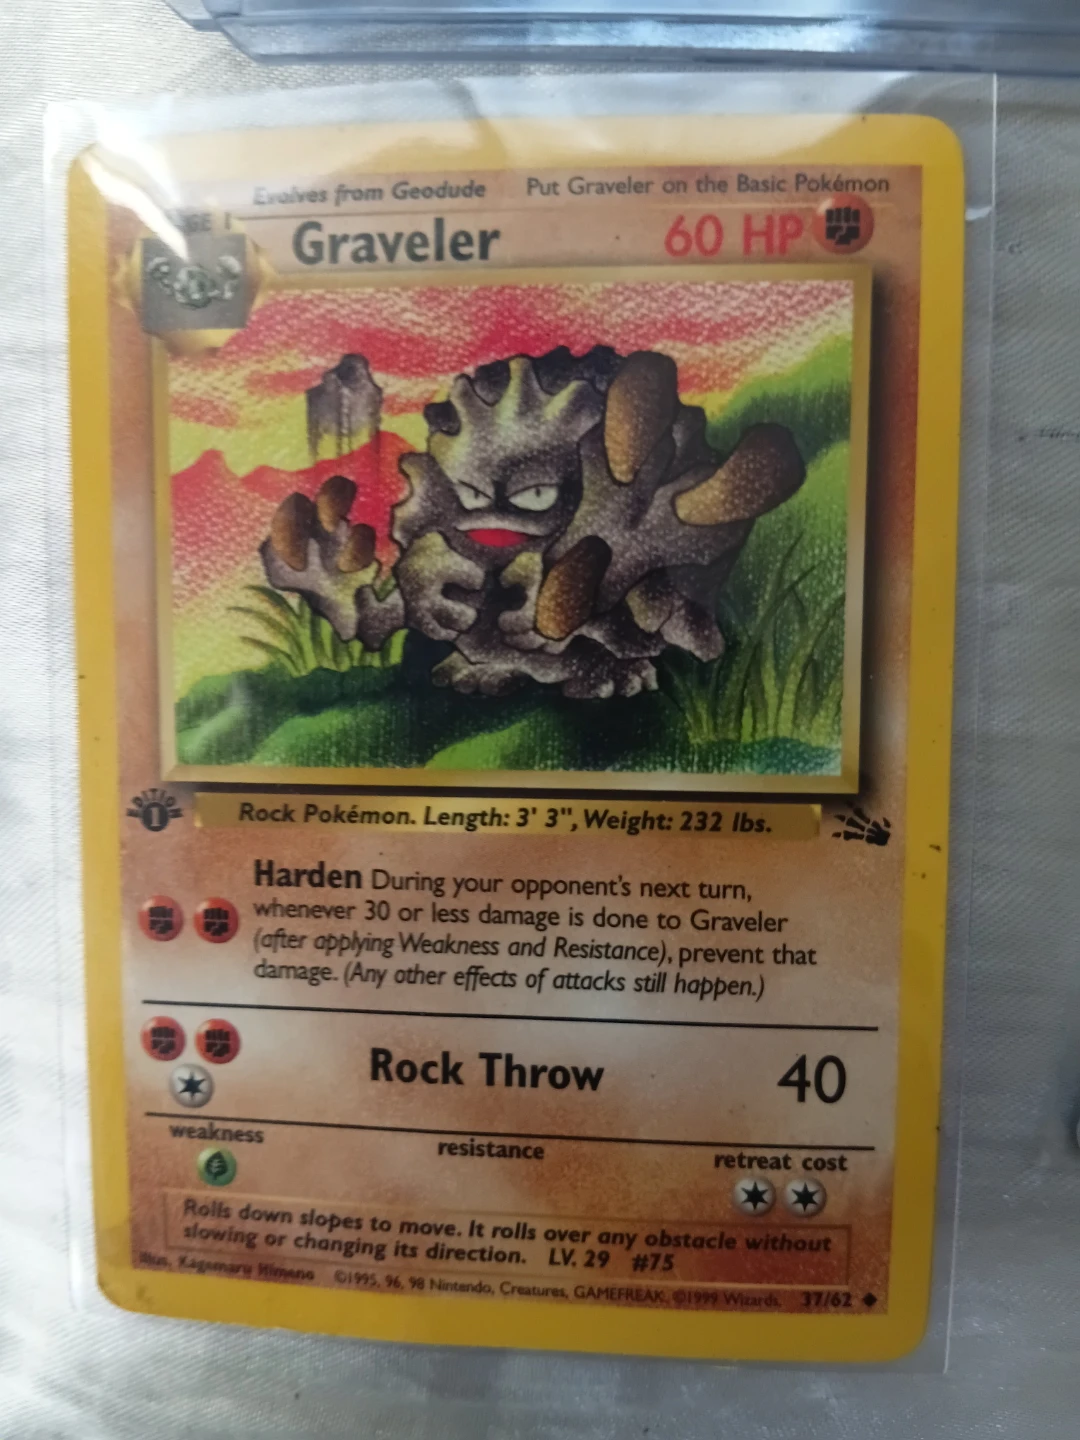 Evolves from Geodude Put Graveler on the Basic Pokémon
GE 1
Graveler 60 HP
EDITION
1
Rock Pokémon. Length: 3' 3", Weight: 232 lbs.
Harden During your opponent's next turn,
whenever 30 or less damage is done to Graveler
(after applying Weakness and Resistance), prevent that
damage. (Any other effects of attacks still happen.)
Rock Throw 40
weakness resistance retreat cost
Rolls down slopes to move. It rolls over any obstacle without
slowing or changing its direction. LV. 29 #75
Illus. Kagemaru Himeno ©1995, 96, 98 Nintendo, Creatures, GAMEFREAK. ©1999 Wizards. 37/62